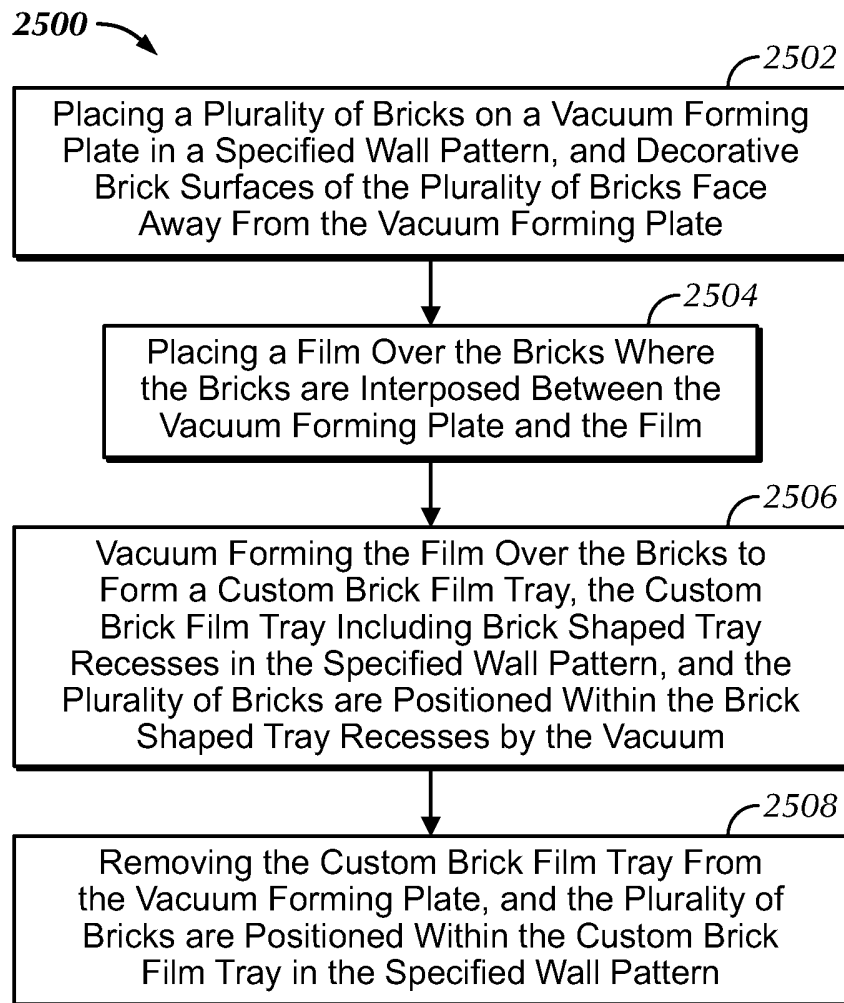 2500
2502
Placing a Plurality of Bricks on a Vacuum Forming
Plate in a Specified Wall Pattern, and Decorative
Brick Surfaces of the Plurality of Bricks Face
Away From the Vacuum Forming Plate
2504
Placing a Film Over the Bricks Where
the Bricks are Interposed Between the
Vacuum Forming Plate and the Film
2506
Vacuum Forming the Film Over the Bricks to
Form a Custom Brick Film Tray, the Custom
Brick Film Tray Including Brick Shaped Tray
Recesses in the Specified Wall Pattern, and the
Plurality of Bricks are Positioned Within the Brick
Shaped Tray Recesses by the Vacuum
2508
Removing the Custom Brick Film Tray From
the Vacuum Forming Plate, and the Plurality of
Bricks are Positioned Within the Custom Brick
Film Tray in the Specified Wall Pattern